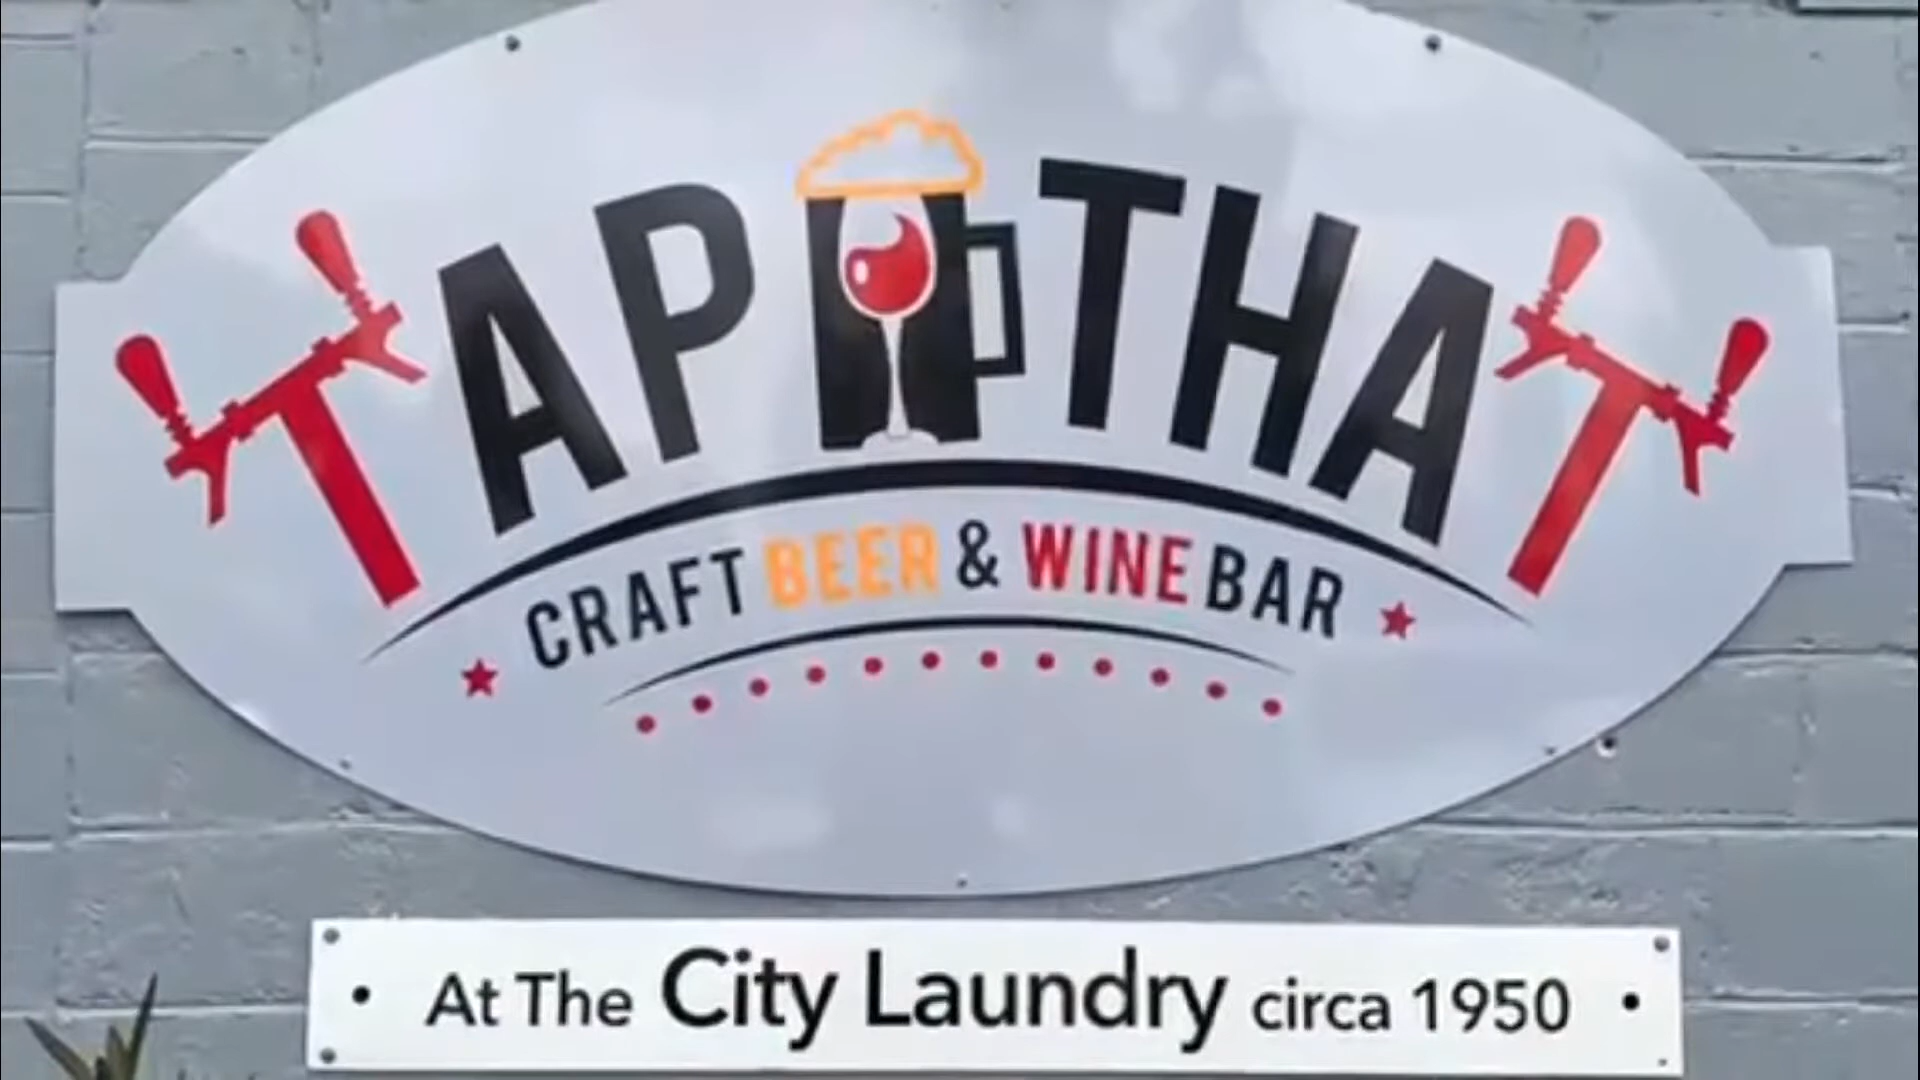 TAP THAT
CRAFT BEER & WINE BAR
• At The City Laundry circa 1950 •